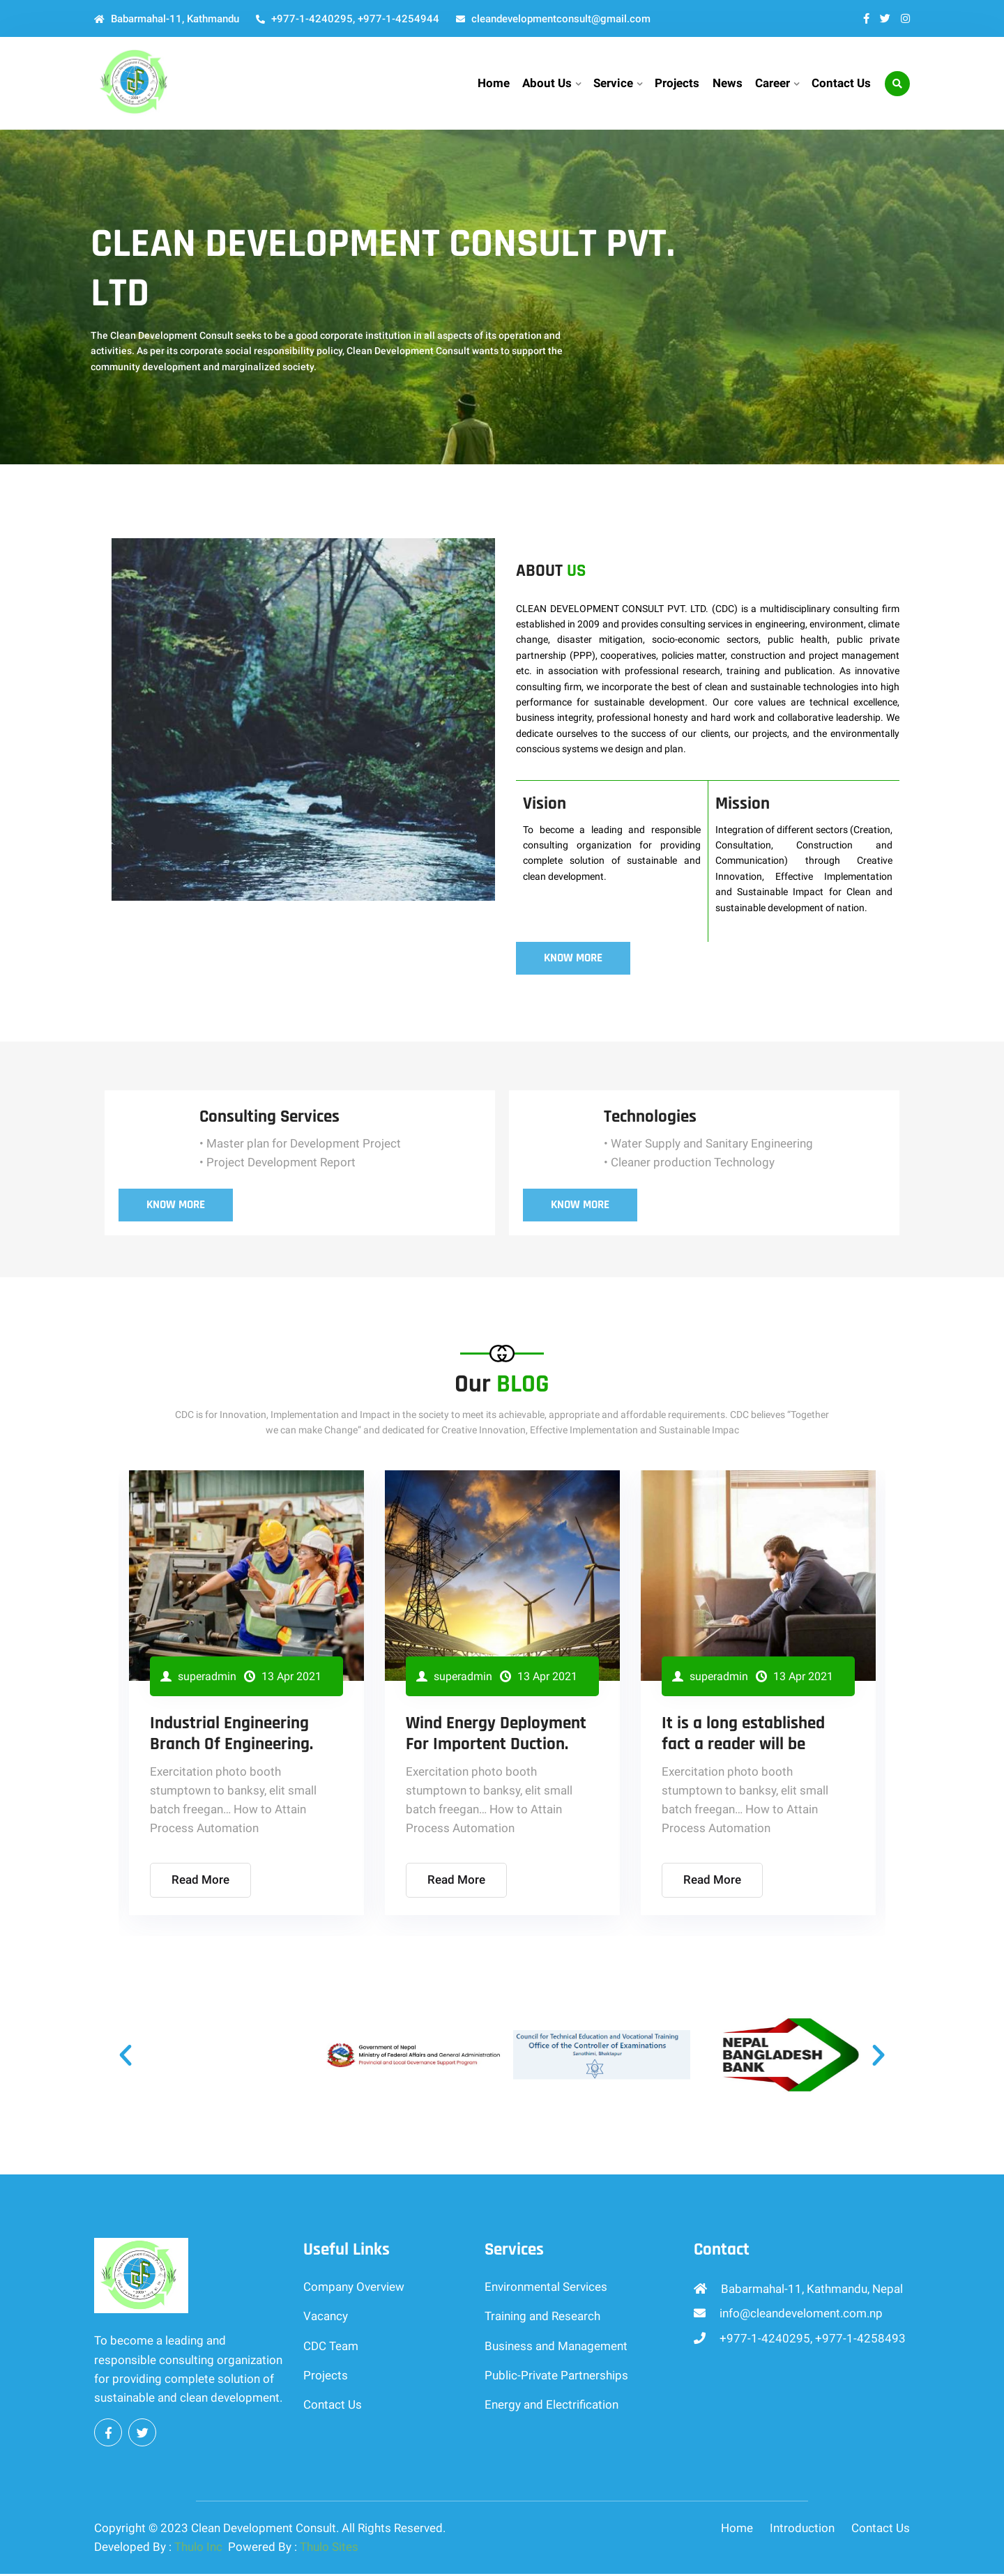 Babarmahal-11, Kathmandu +977-1-4240295, +977-1-4254944 cleandevelopmentconsult@gmail.com
Home About Us Service Projects News Career Contact Us
CLEAN DEVELOPMENT CONSULT PVT.
LTD
The Clean Development Consult seeks to be a good corporate institution in all aspects of its operation and
activities. As per its corporate social responsibility policy, Clean Development Consult wants to support the
community development and marginalized society.
ABOUT US
CLEAN DEVELOPMENT CONSULT PVT. LTD. (CDC) is a multidisciplinary consulting firm
established in 2009 and provides consulting services in engineering, environment, climate
change, disaster mitigation, socio-economic sectors, public health, public private
partnership (PPP), cooperatives, policies matter, construction and project management
etc. in association with professional research, training and publication. As innovative
consulting firm, we incorporate the best of clean and sustainable technologies into high
performance for sustainable development. Our core values are technical excellence,
business integrity, professional honesty and hard work and collaborative leadership. We
dedicate ourselves to the success of our clients, our projects, and the environmentally
conscious systems we design and plan.
Vision
To become a leading and responsible
consulting organization for providing
complete solution of sustainable and
clean development.
Mission
Integration of different sectors (Creation,
Consultation, Construction and
Communication) through Creative
Innovation, Effective Implementation
and Sustainable Impact for Clean and
sustainable development of nation.
KNOW MORE
Consulting Services
• Master plan for Development Project
• Project Development Report
KNOW MORE
Technologies
• Water Supply and Sanitary Engineering
• Cleaner production Technology
KNOW MORE
Our BLOG
CDC is for Innovation, Implementation and Impact in the society to meet its achievable, appropriate and affordable requirements. CDC believes “Together
we can make Change” and dedicated for Creative Innovation, Effective Implementation and Sustainable Impac
superadmin 13 Apr 2021
Industrial Engineering
Branch Of Engineering.
Exercitation photo booth
stumptown to banksy, elit small
batch freegan... How to Attain
Process Automation
Read More
superadmin 13 Apr 2021
Wind Energy Deployment
For Importent Duction.
Exercitation photo booth
stumptown to banksy, elit small
batch freegan... How to Attain
Process Automation
Read More
superadmin 13 Apr 2021
It is a long established
fact a reader will be
Exercitation photo booth
stumptown to banksy, elit small
batch freegan... How to Attain
Process Automation
Read More
Government of Nepal
Ministry of Federal Affairs and General Administration
Provincial and Local Governance Support Program
Council for Technical Education and Vocational Training
Office of the Controller of Examinations
Sanothimi, Bhaktapur
NEPAL
BANGLADESH
BANK
To become a leading and
responsible consulting organization
for providing complete solution of
sustainable and clean development.
Useful Links
Company Overview
Vacancy
CDC Team
Projects
Contact Us
Services
Environmental Services
Training and Research
Business and Management
Public-Private Partnerships
Energy and Electrification
Contact
Babarmahal-11, Kathmandu, Nepal
info@cleandeveloment.com.np
+977-1-4240295, +977-1-4258493
Copyright © 2023 Clean Development Consult. All Rights Reserved.
Developed By : Thulo Inc. Powered By : Thulo Sites
Home Introduction Contact Us